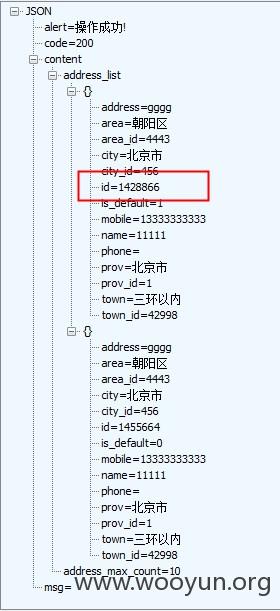 JSON
alert=操作成功!
code=200
content
address_list
{}
address=gggg
area=朝阳区
area_id=4443
city=北京市
city_id=456
id=1428866
is_default=1
mobile=13333333333
name=11111
phone=
prov=北京市
prov_id=1
town=三环以内
town_id=42998
{}
address=gggg
area=朝阳区
area_id=4443
city=北京市
city_id=456
id=1455664
is_default=0
mobile=13333333333
name=11111
phone=
prov=北京市
prov_id=1
town=三环以内
town_id=42998
address_max_count=10
msg=
www.wooyun.org